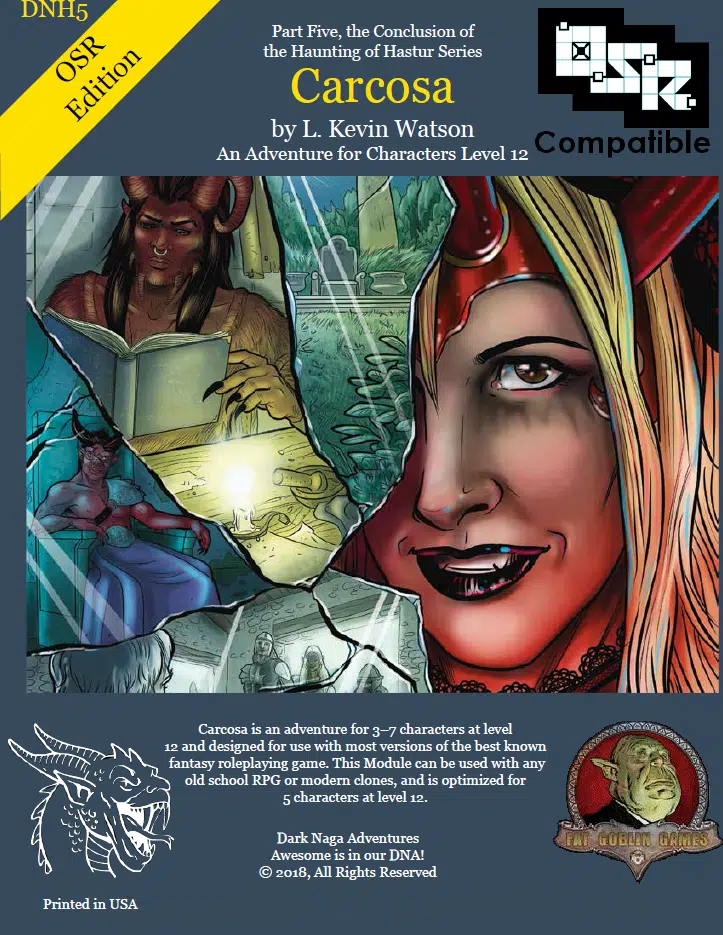 DNH5
OSR
Edition
Part Five, the Conclusion of
the Haunting of Hastur Series
Carcosa
by L. Kevin Watson
An Adventure for Characters Level 12
OSR
Compatible
Carcosa is an adventure for 3–7 characters at level
12 and designed for use with most versions of the best known
fantasy roleplaying game. This Module can be used with any
old school RPG or modern clones, and is optimized for
5 characters at level 12.
Dark Naga Adventures
Awesome is in our DNA!
© 2018, All Rights Reserved
Printed in USA
FAT GOBLIN GAMES